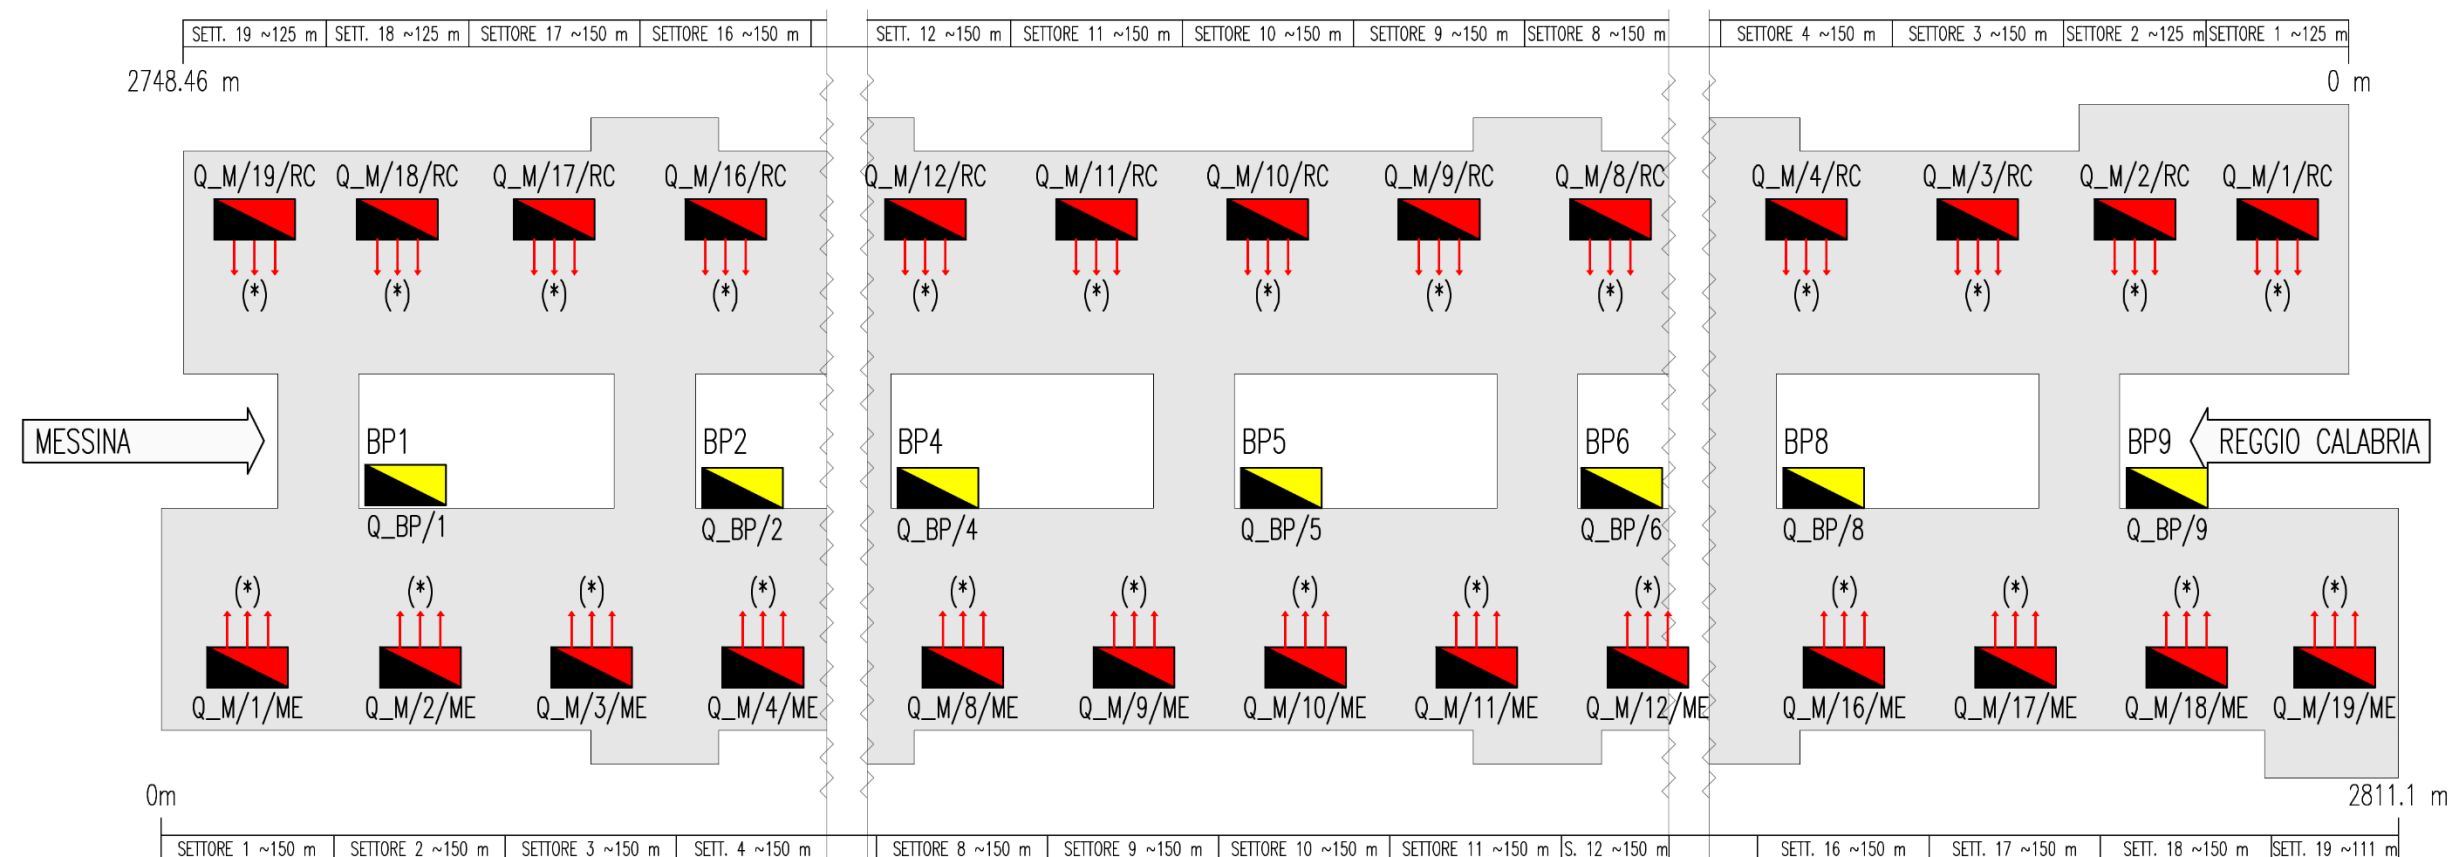 SETT. 19 ~125 m SETT. 18 ~125 m SETTORE 17 ~150 m SETTORE 16 ~150 m SETT. 12 ~150 m SETTORE 11 ~150 m SETTORE 10 ~150 m SETTORE 9 ~150 m SETTORE 8 ~150 m SETTORE 4 ~150 m SETTORE 3 ~150 m SETTORE 2 ~125 m SETTORE 1 ~125 m
2748.46 m 0 m
Q_M/19/RC Q_M/18/RC Q_M/17/RC Q_M/16/RC Q_M/12/RC Q_M/11/RC Q_M/10/RC Q_M/9/RC Q_M/8/RC Q_M/4/RC Q_M/3/RC Q_M/2/RC Q_M/1/RC
(*) (*) (*) (*) (*) (*) (*) (*) (*) (*) (*) (*) (*)
MESSINA BP1 BP2 BP4 BP5 BP6 BP8 BP9 REGGIO CALABRIA
Q_BP/1 Q_BP/2 Q_BP/4 Q_BP/5 Q_BP/6 Q_BP/8 Q_BP/9
(*) (*) (*) (*) (*) (*) (*) (*) (*) (*) (*) (*) (*)
Q_M/1/ME Q_M/2/ME Q_M/3/ME Q_M/4/ME Q_M/8/ME Q_M/9/ME Q_M/10/ME Q_M/11/ME Q_M/12/ME Q_M/16/ME Q_M/17/ME Q_M/18/ME Q_M/19/ME
0m 2811.1 m
SETTORE 1 ~150 m SETTORE 2 ~150 m SETTORE 3 ~150 m SETT. 4 ~150 m SETTORE 8 ~150 m SETTORE 9 ~150 m SETTORE 10 ~150 m SETTORE 11 ~150 m S. 12 ~150 m SETT. 16 ~150 m SETT. 17 ~150 m SETT. 18 ~150 m SETT. 19 ~111 m